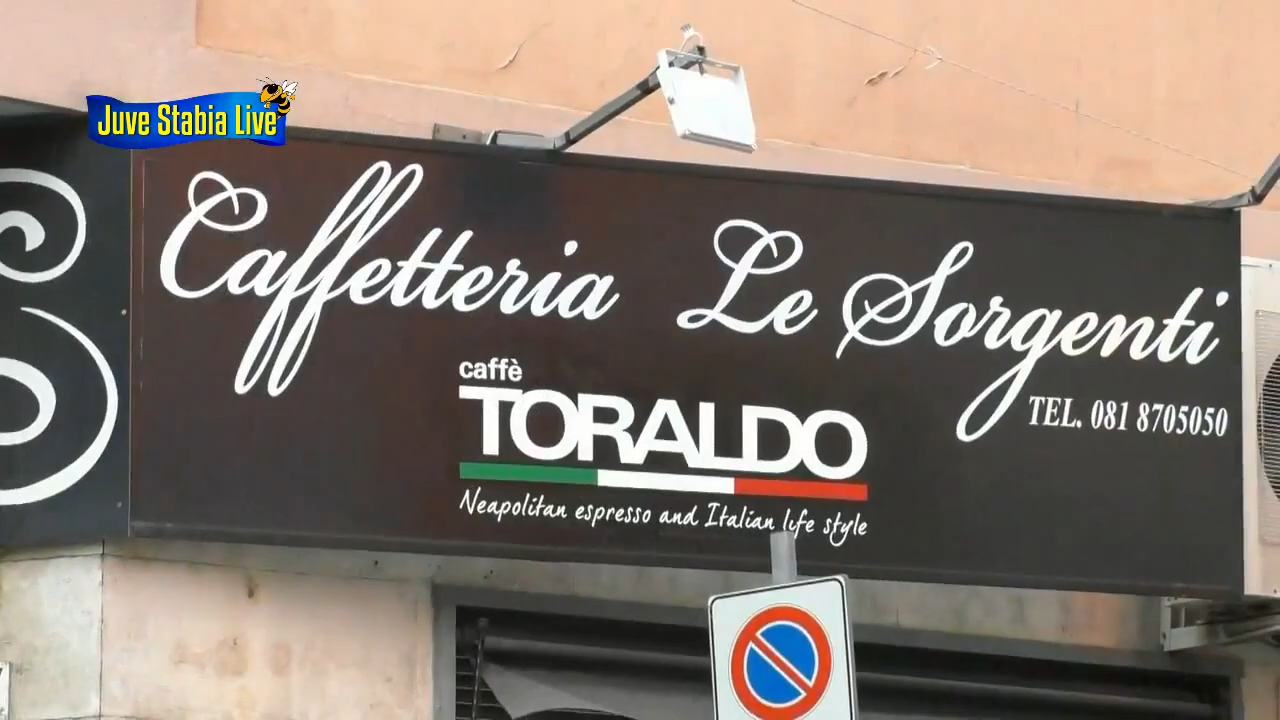 Juve Stabia Live
Caffetteria Le Sorgenti
caffè
TORALDO
TEL. 081 8705050
Neapolitan espresso and Italian life style